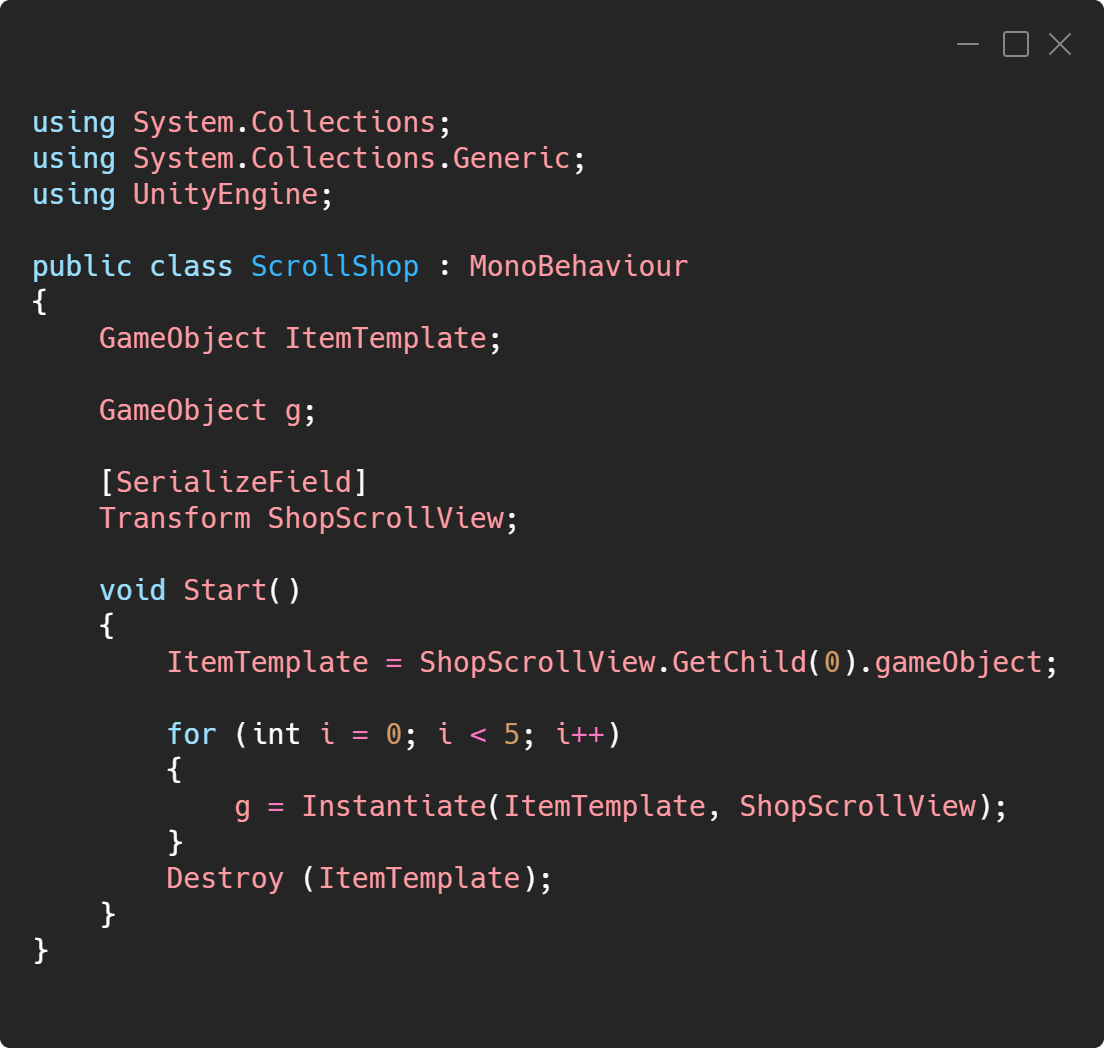 using System.Collections;
using System.Collections.Generic;
using UnityEngine;

public class ScrollShop : MonoBehaviour
{
    GameObject ItemTemplate;

    GameObject g;

    [SerializeField]
    Transform ShopScrollView;

    void Start()
    {
        ItemTemplate = ShopScrollView.GetChild(0).gameObject;

        for (int i = 0; i < 5; i++)
        {
            g = Instantiate(ItemTemplate, ShopScrollView);
        }
        Destroy (ItemTemplate);
    }
}